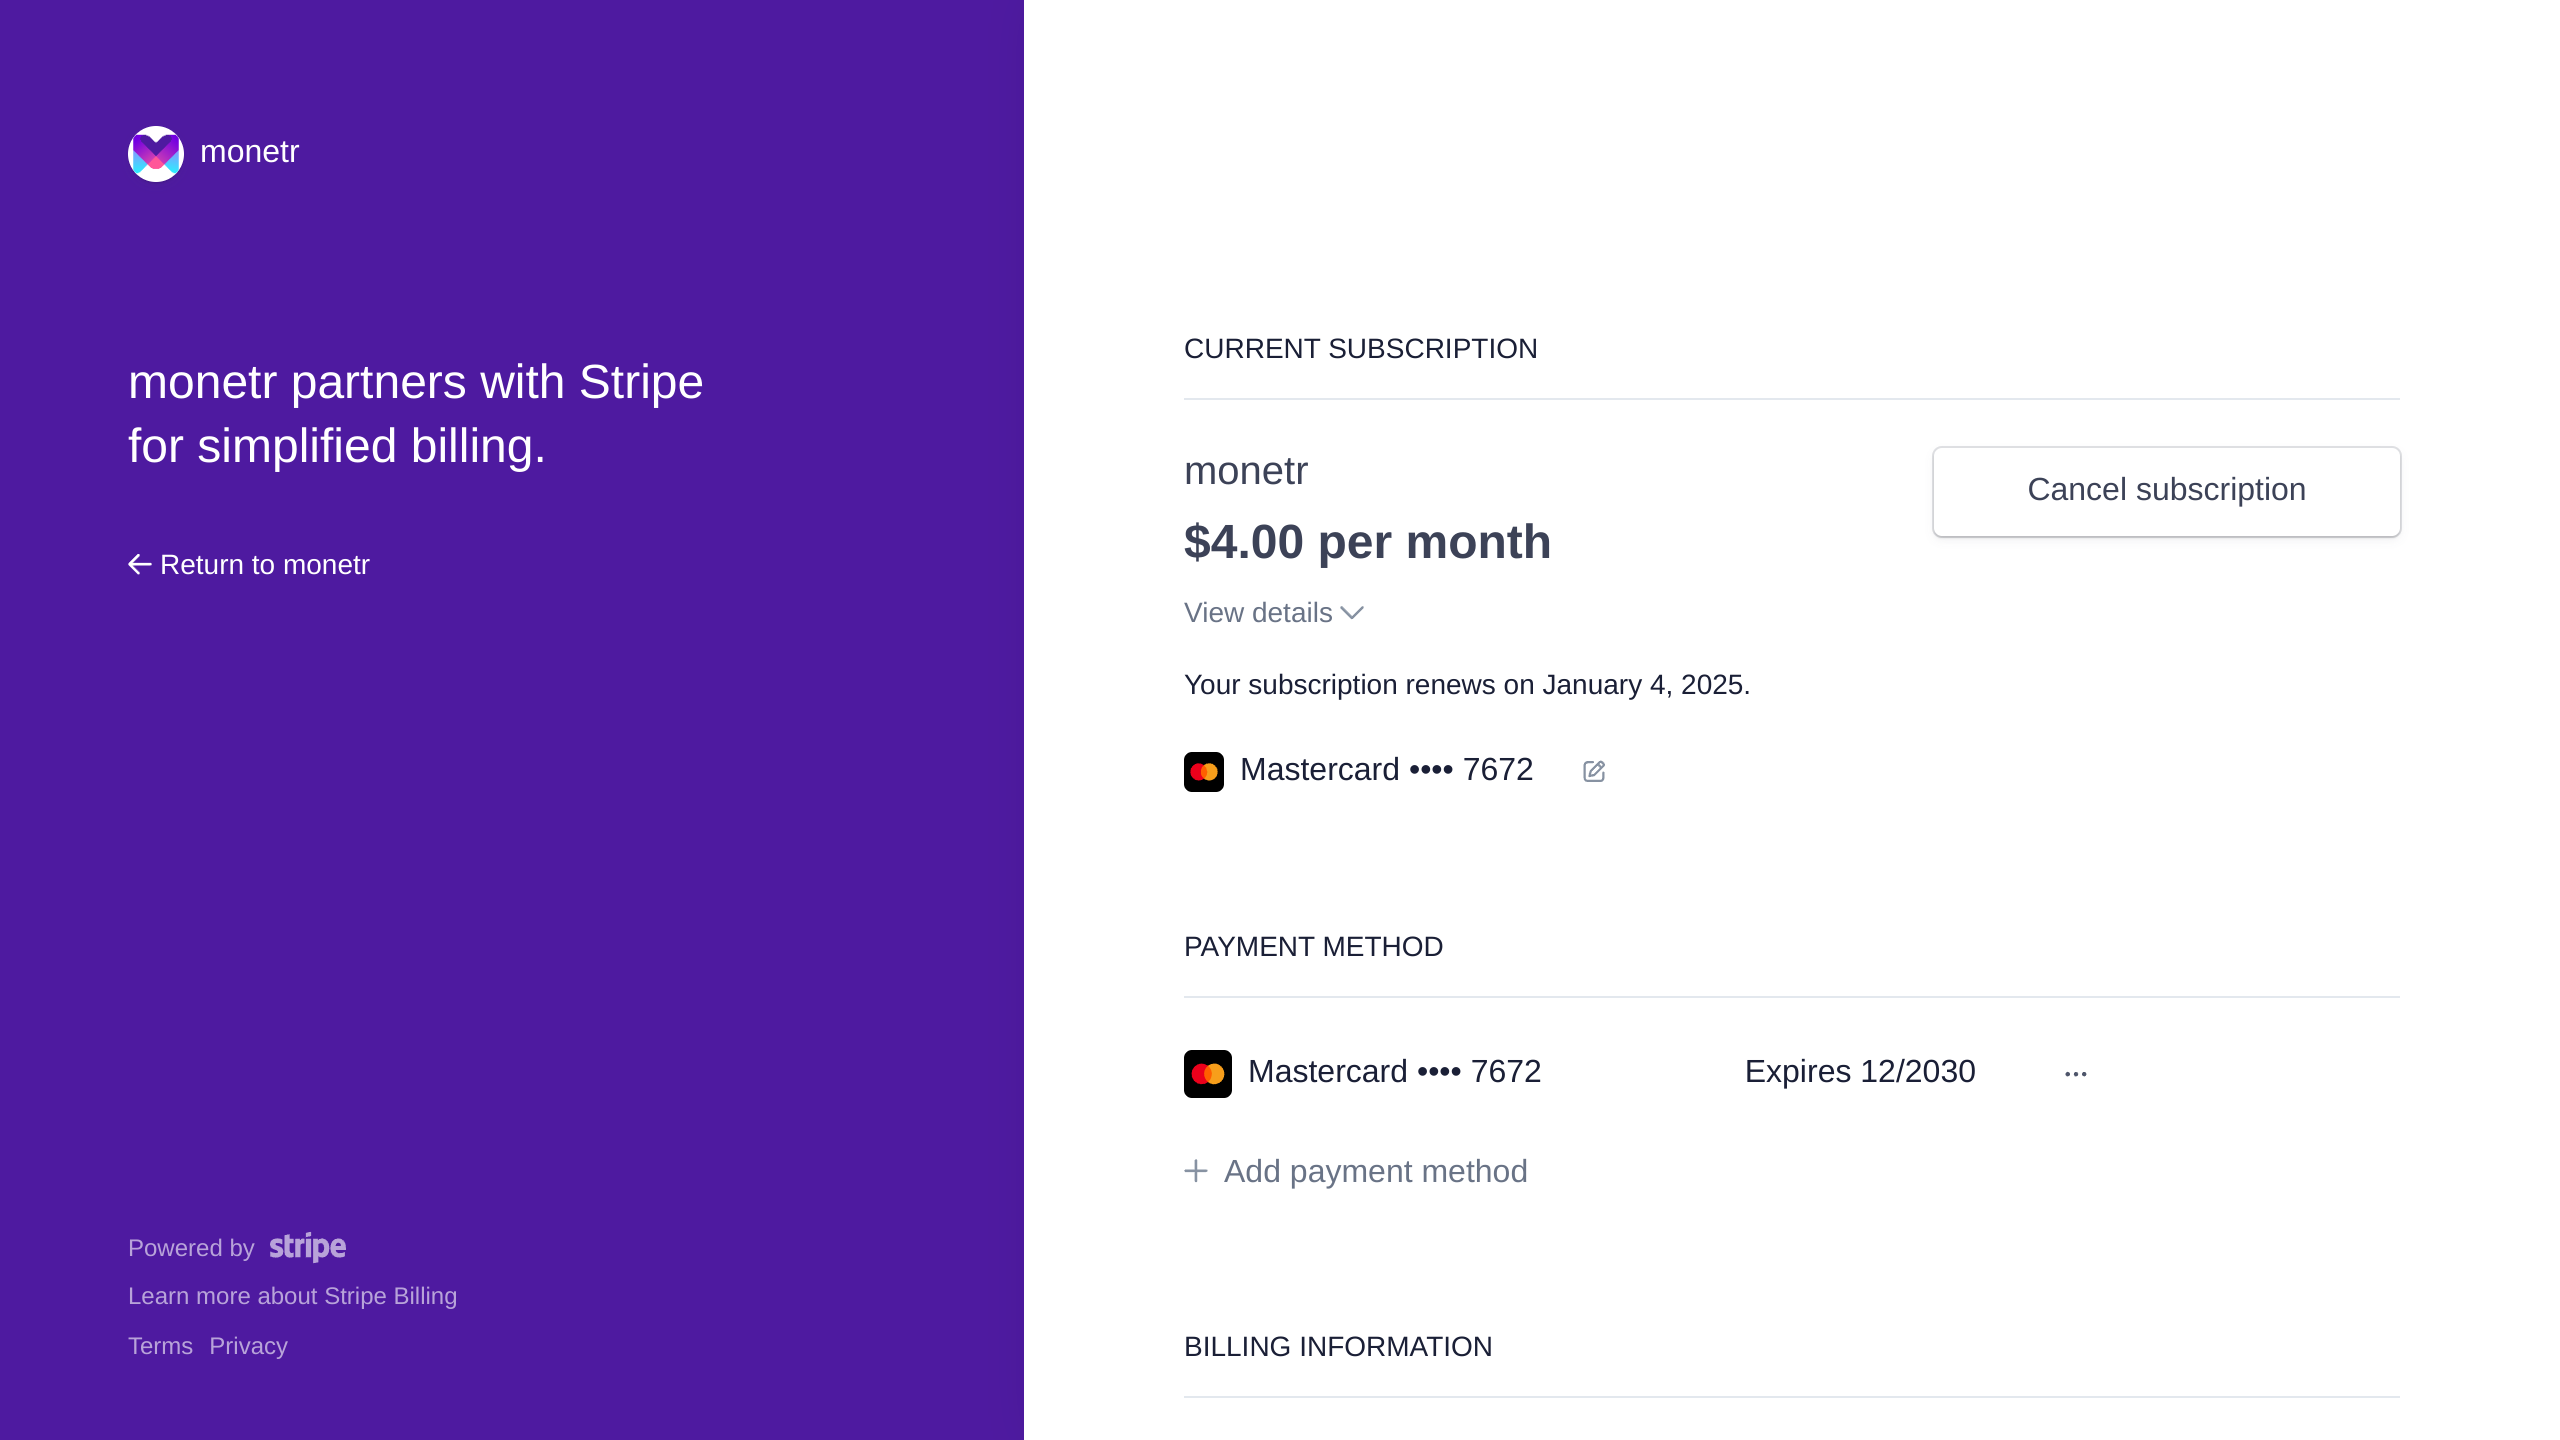 monetr
monetr partners with Stripe
for simplified billing.
Return to monetr
Powered by stripe
Learn more about Stripe Billing
Terms Privacy
CURRENT SUBSCRIPTION
monetr
Cancel subscription
$4.00 per month
View details
Your subscription renews on January 4, 2025.
Mastercard •••• 7672
PAYMENT METHOD
Mastercard •••• 7672 Expires 12/2030
Add payment method
BILLING INFORMATION